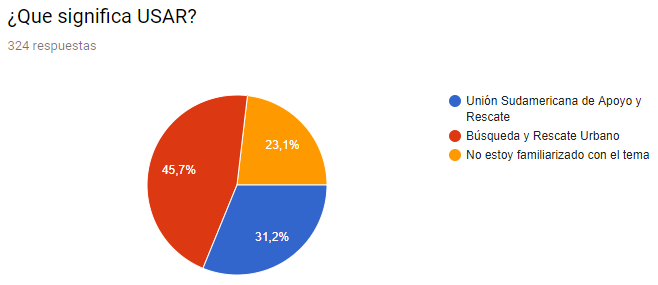 ¿Que significa USAR?
324 respuestas
Unión Sudamericana de Apoyo y
Rescate
Búsqueda y Rescate Urbano
No estoy familiarizado con el tema
23,1%
45,7%
31,2%